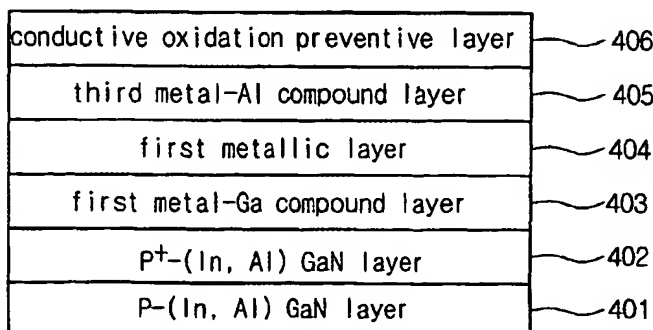 conductive oxidation preventive layer 406
third metal-Al compound layer 405
first metallic layer 404
first metal-Ga compound layer 403
P+-(In, Al) GaN layer 402
P-(In, Al) GaN layer 401